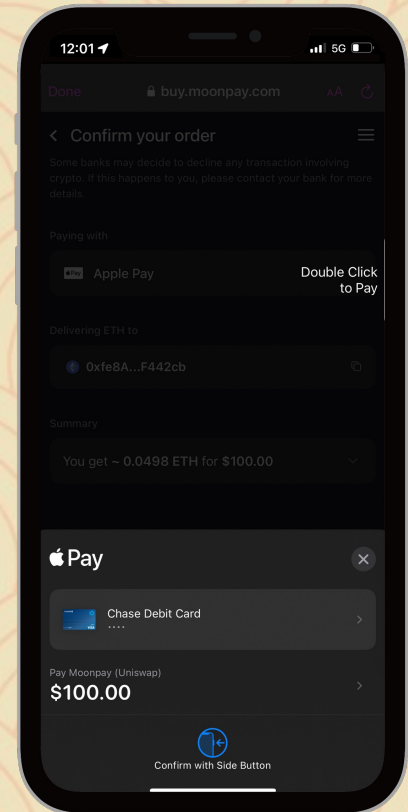 12:01
5G
Done
buy.moonpay.com
AA
Confirm your order
Some banks may decide to decline any transaction involving
crypto. If this happens to you, please contact your bank for more
details.
Paying with
Pay
Apple Pay
Double Click
to Pay
Delivering ETH to
0xfe8A...F442cb
Summary
You get ~ 0.0498 ETH for $100.00
Pay
Chase Debit Card
....
Pay Moonpay (Uniswap)
$100.00
Confirm with Side Button